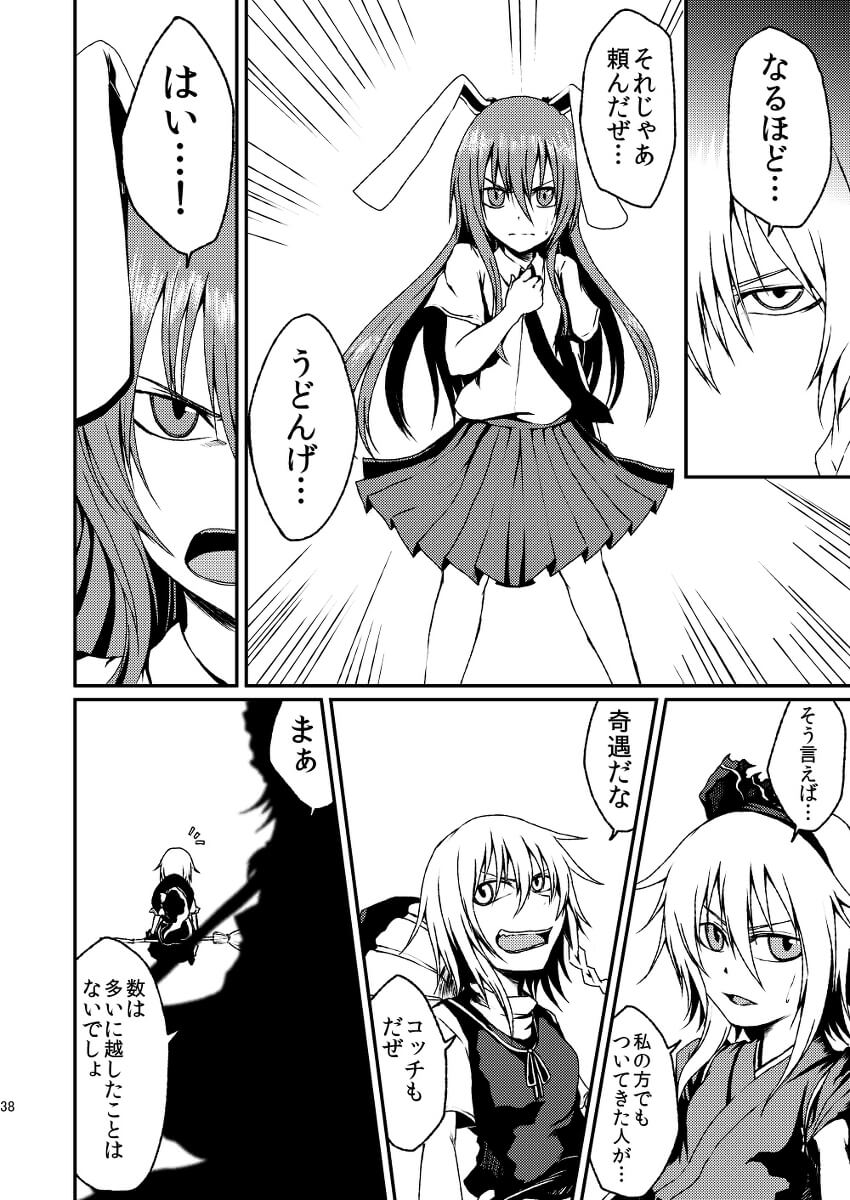 なるほど…
それじゃあ
頼んだぜ…
うどんげ…
はい…！
そう言えば…
私の方でも
ついてきた人が…
奇遇だな
コッチも
だぜ
まぁ
数は
多いに越したことは
ないでしょ
38